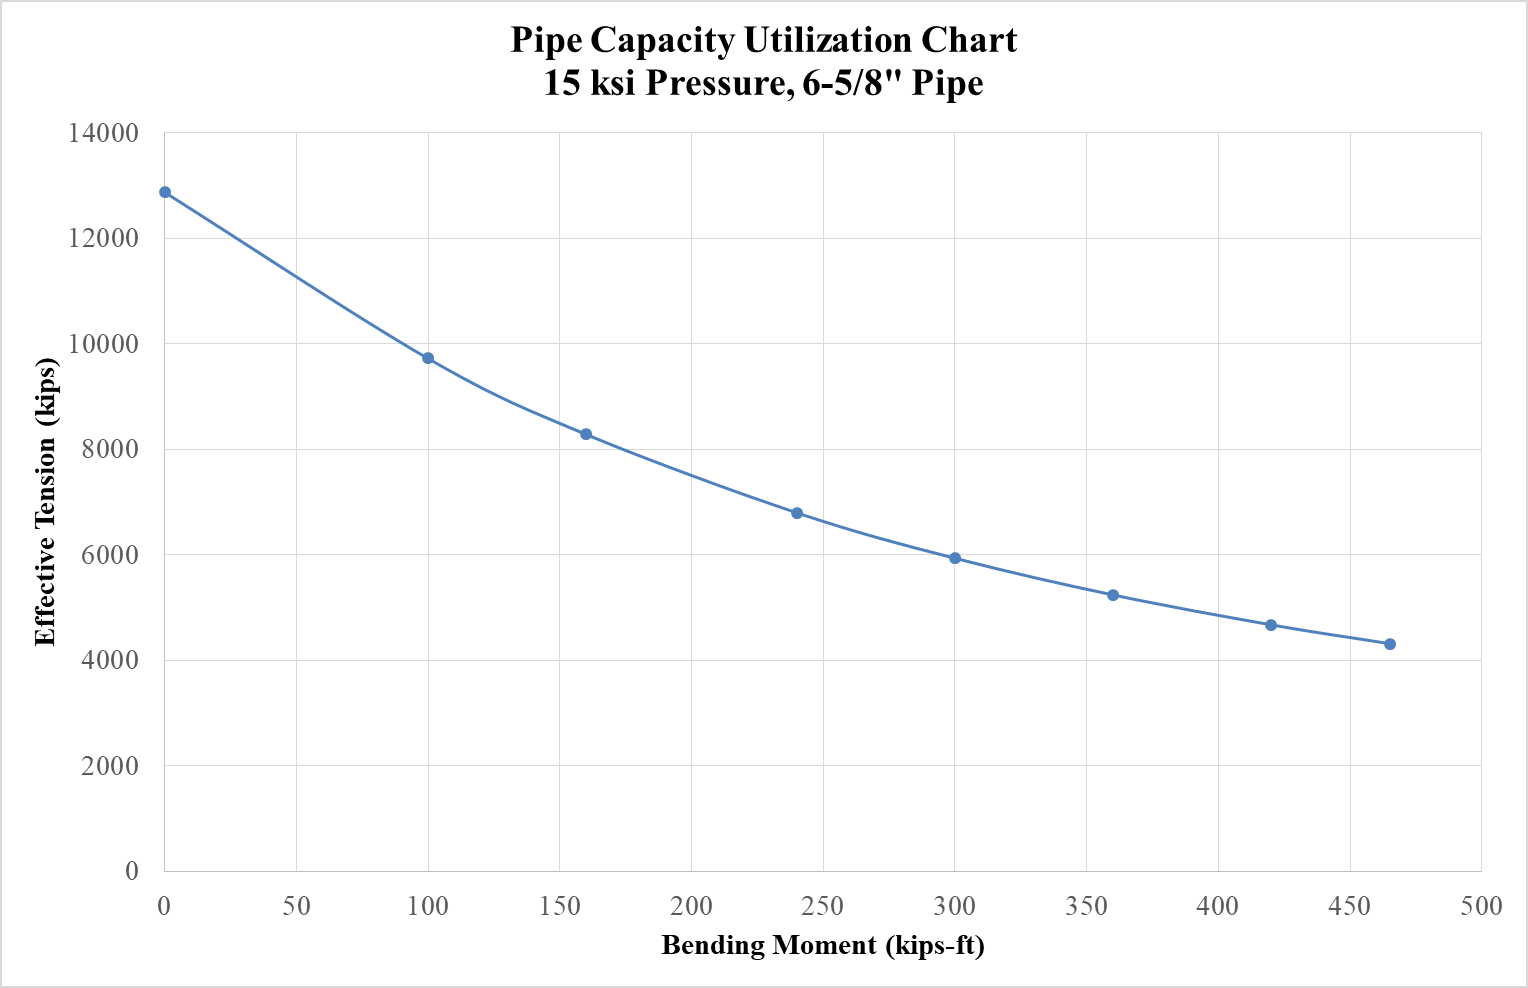 Pipe Capacity Utilization Chart
15 ksi Pressure, 6-5/8" Pipe
14000
12000
10000
8000
6000
4000
2000
0
Effective Tension (kips)
0 50 100 150 200 250 300 350 400 450 500
Bending Moment (kips-ft)